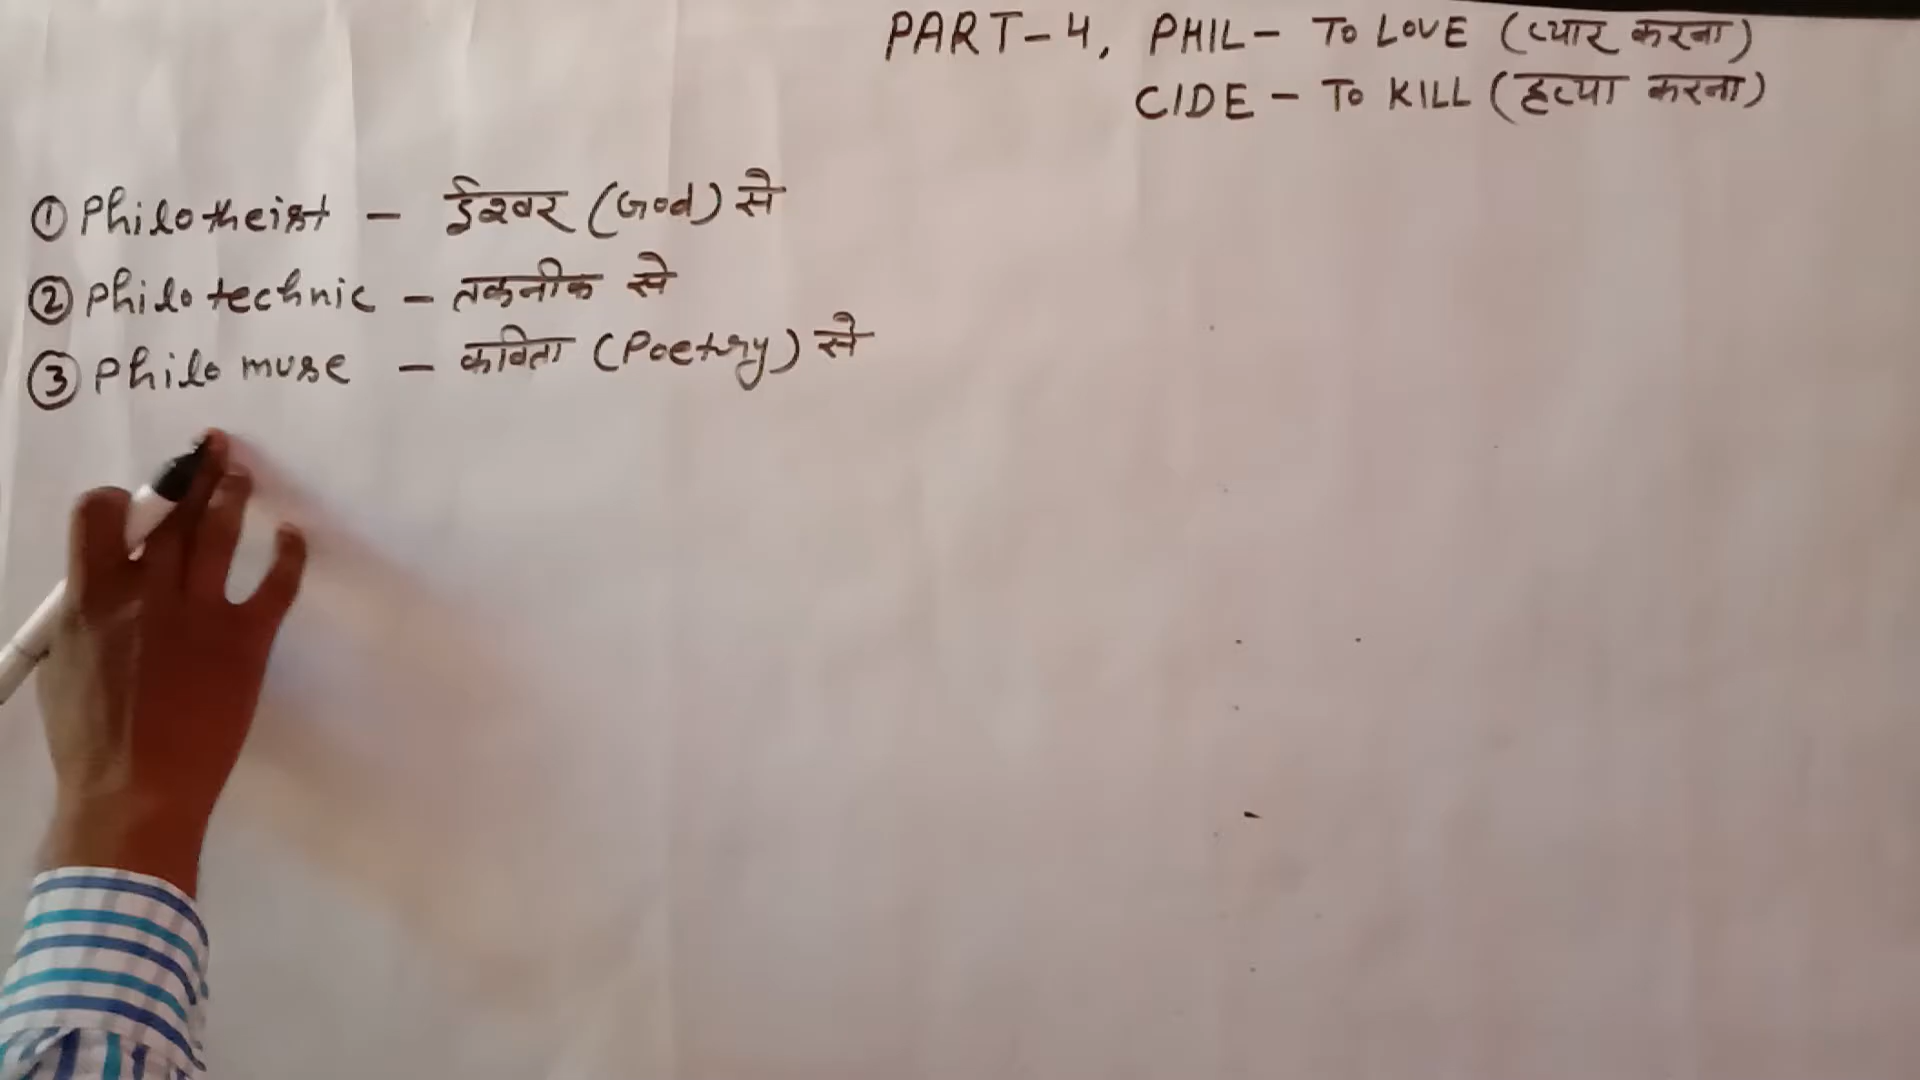 PART-4, PHIL- TO LOVE (प्यार करना)
CIDE - TO KILL (हत्या करना)
① Philotheist - ईश्वर (God) से
② Philotechnic - तकनीक से
③ Philomuse - कविता (Poetry) से